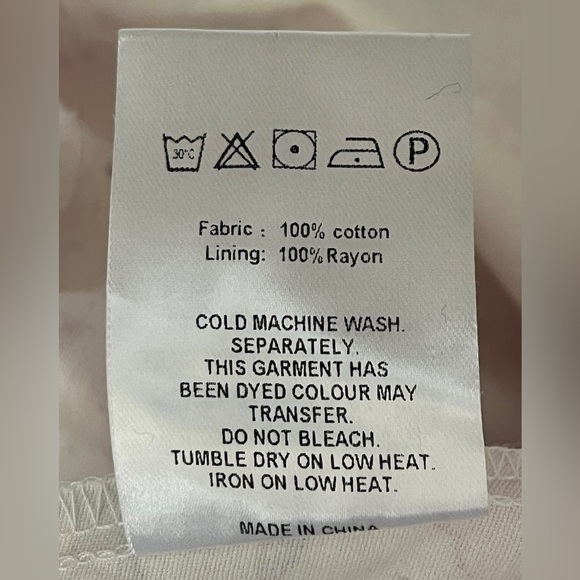 30°C
P
Fabric : 100% cotton
Lining: 100% Rayon
COLD MACHINE WASH.
SEPARATELY.
THIS GARMENT HAS
BEEN DYED COLOUR MAY
TRANSFER.
DO NOT BLEACH.
TUMBLE DRY ON LOW HEAT.
IRON ON LOW HEAT.
MADE IN CHINA